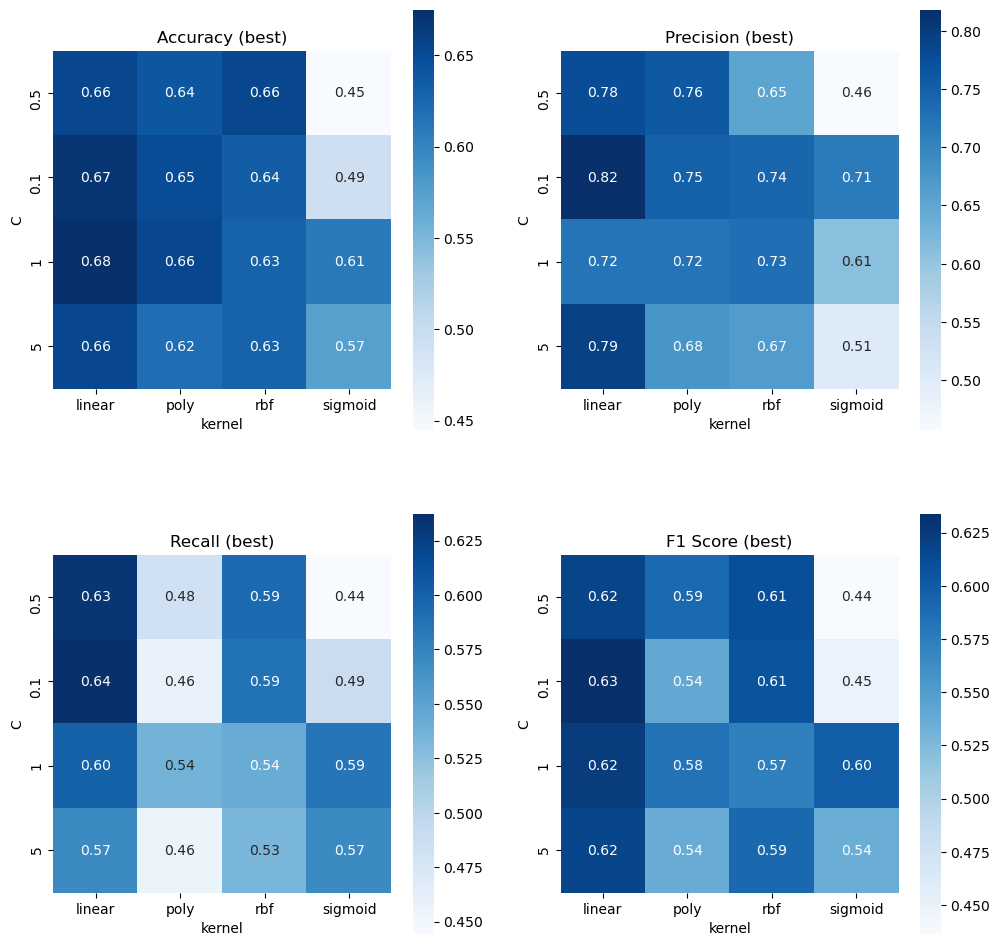 Accuracy (best)
0.5 0.66 0.64 0.66 0.45
0.1 0.67 0.65 0.64 0.49
1 0.68 0.66 0.63 0.61
5 0.66 0.62 0.63 0.57
C
linear poly rbf sigmoid
kernel
0.65
0.60
0.55
0.50
0.45
Precision (best)
0.5 0.78 0.76 0.65 0.46
0.1 0.82 0.75 0.74 0.71
1 0.72 0.72 0.73 0.61
5 0.79 0.68 0.67 0.51
C
linear poly rbf sigmoid
kernel
0.80
0.75
0.70
0.65
0.60
0.55
0.50
Recall (best)
0.5 0.63 0.48 0.59 0.44
0.1 0.64 0.46 0.59 0.49
1 0.60 0.54 0.54 0.59
5 0.57 0.46 0.53 0.57
C
linear poly rbf sigmoid
kernel
0.625
0.600
0.575
0.550
0.525
0.500
0.475
0.450
F1 Score (best)
0.5 0.62 0.59 0.61 0.44
0.1 0.63 0.54 0.61 0.45
1 0.62 0.58 0.57 0.60
5 0.62 0.54 0.59 0.54
C
linear poly rbf sigmoid
kernel
0.625
0.600
0.575
0.550
0.525
0.500
0.475
0.450